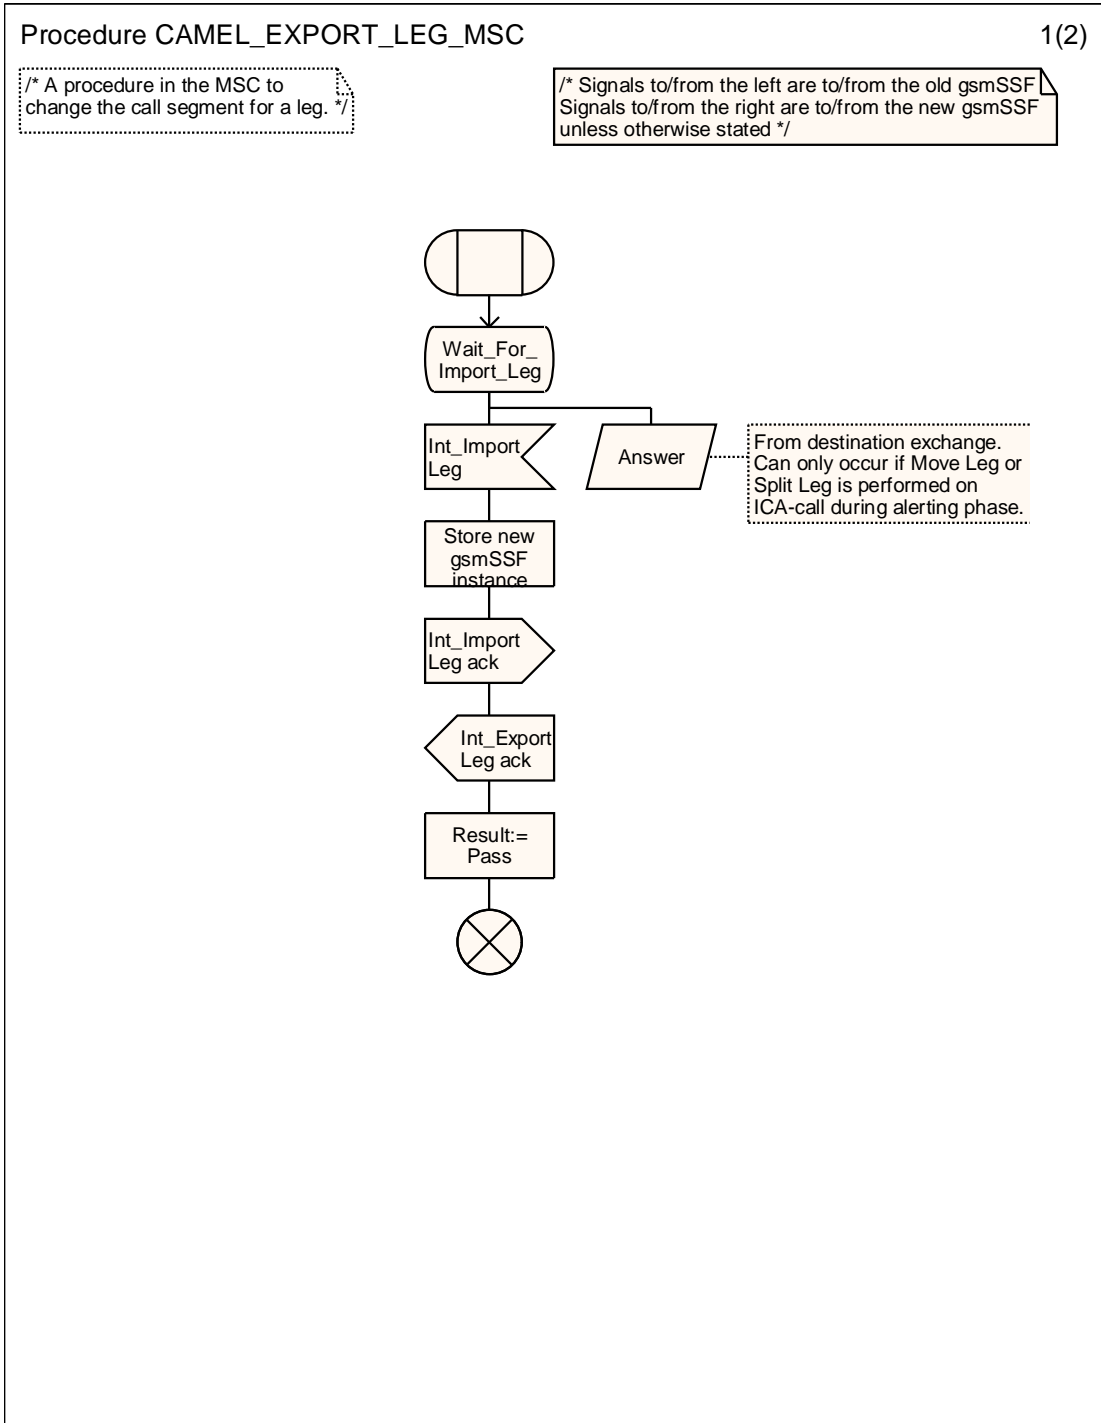 Procedure CAMEL_EXPORT_LEG_MSC
1(2)
/* A procedure in the MSC to
change the call segment for a leg. */
/* Signals to/from the left are to/from the old gsmSSF
Signals to/from the right are to/from the new gsmSSF
unless otherwise stated */
Wait_For_
Import_Leg
Int_Import
Leg
Answer
From destination exchange.
Can only occur if Move Leg or
Split Leg is performed on
ICA-call during alerting phase.
Store new
gsmSSF
instance
Int_Import
Leg ack
Int_Export
Leg ack
Result:=
Pass